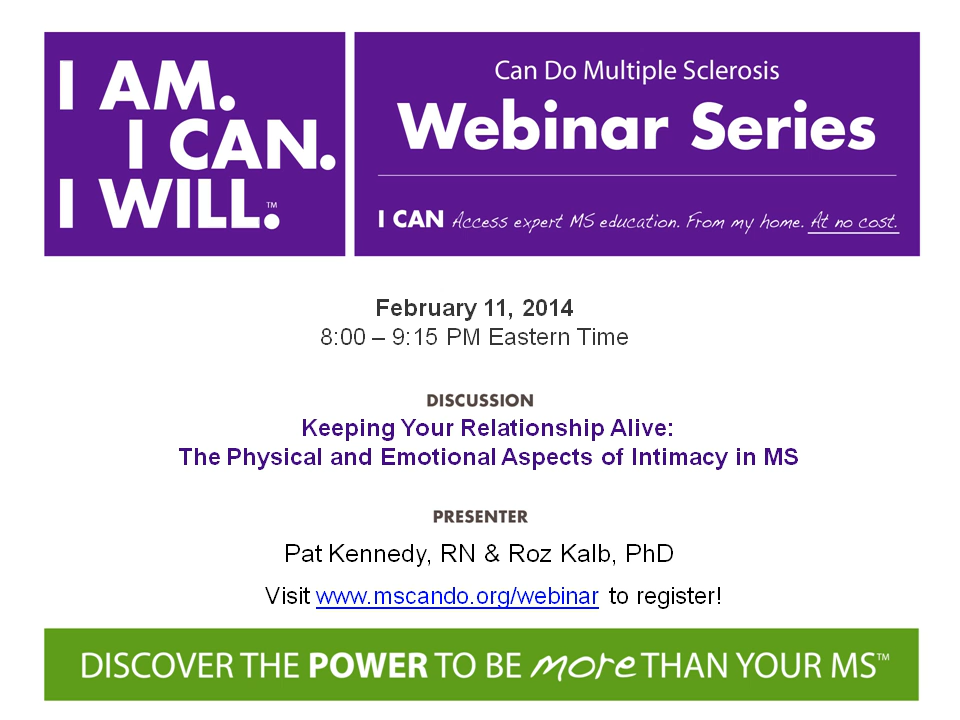 I AM.
I CAN.
I WILL.™
Can Do Multiple Sclerosis
Webinar Series
I CAN Access expert MS education. From my home. At no cost.
February 11, 2014
8:00 – 9:15 PM Eastern Time
DISCUSSION
Keeping Your Relationship Alive:
The Physical and Emotional Aspects of Intimacy in MS
PRESENTER
Pat Kennedy, RN & Roz Kalb, PhD
Visit www.mscando.org/webinar to register!
DISCOVER THE POWER TO BE more THAN YOUR MS™